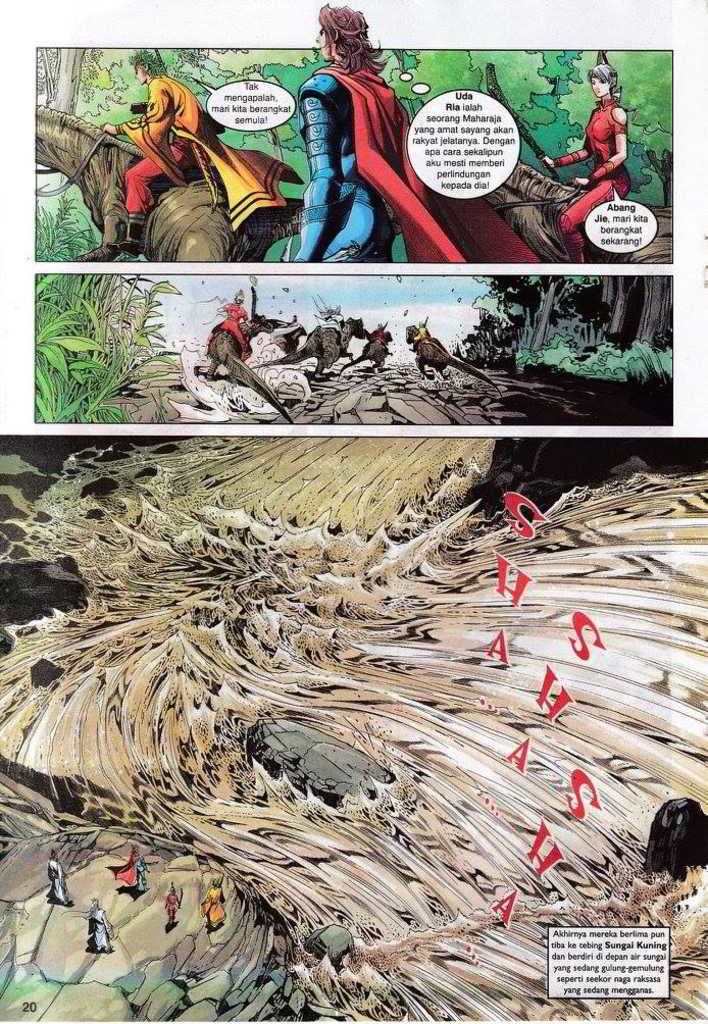 Tak
mengapalah,
mari kita berangkat
semula!
Uda
Ria ialah
seorang Maharaja
yang amat sayang akan
rakyat jelatanya. Dengan
apa cara sekalipun
aku mesti memberi
perlindungan
kepada dia!
Abang
Jie, mari kita
berangkat
sekarang!
SHHA...
SHA...
SHSHA...
Akhirnya mereka berlima pun
tiba ke tebing Sungai Kuning
dan berdiri di depan air sungai
yang sedang gulung-gemulung
seperti seekor naga raksasa
yang sedang mengganas.
20